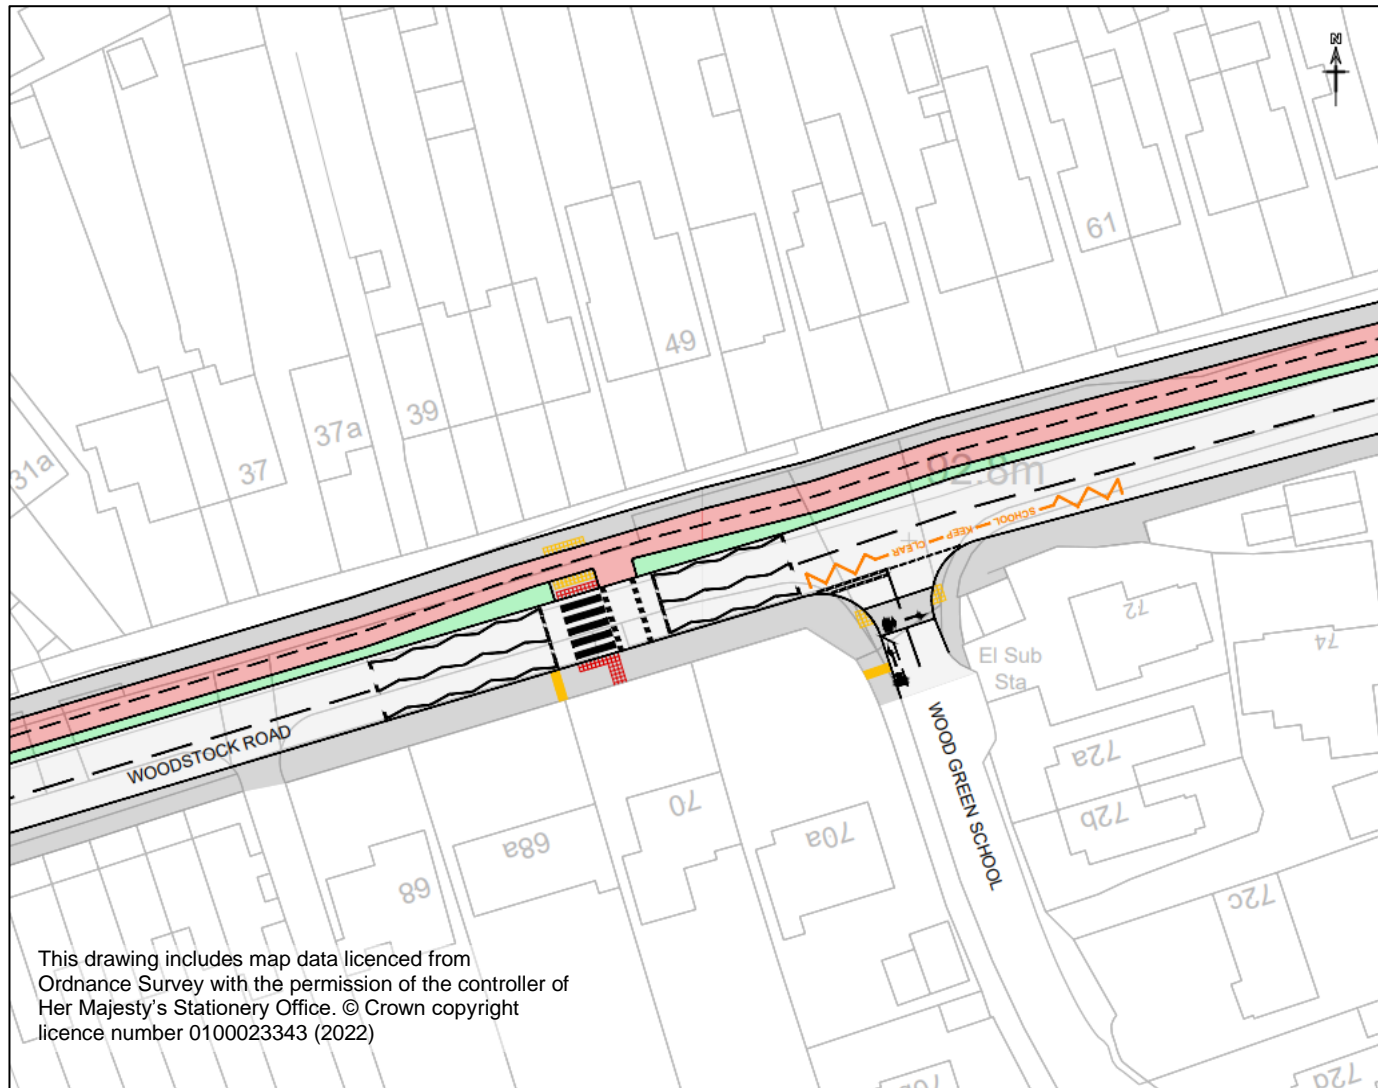 N
61
49
39
37a
37
31a
92.8m
SCHOOL KEEP CLEAR
72
74
El Sub
Sta
WOODSTOCK ROAD
WOOD GREEN SCHOOL
72a
72b
70
70a
68a
68
72c
This drawing includes map data licenced from
Ordnance Survey with the permission of the controller of
Her Majesty's Stationery Office. © Crown copyright
licence number 0100023343 (2022)
72d